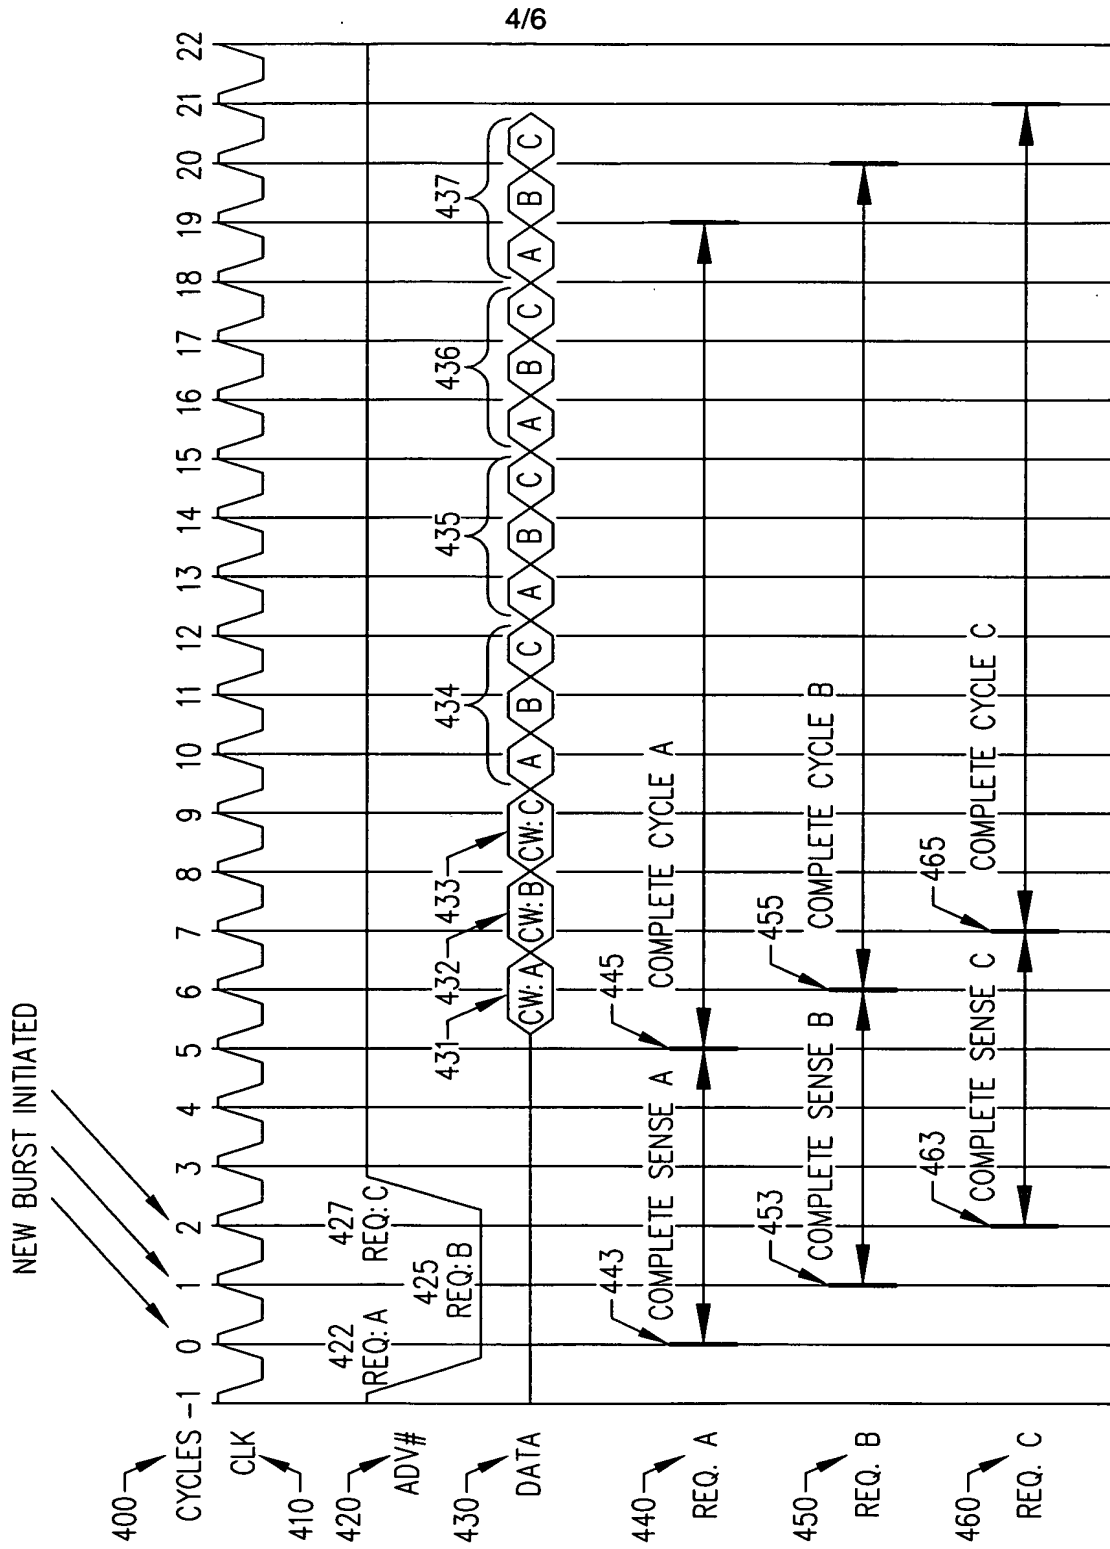 4/6
NEW BURST INITIATED
400
CYCLES -1 0 1 2 3 4 5 6 7 8 9 10 11 12 13 14 15 16 17 18 19 20 21 22
CLK
410
420
ADV#
422
REQ:A
425
REQ:B
427
REQ:C
430
DATA
431 432 433 434 435 436 437
CW:A CW:B CW:C A B C A B C A B C A B C
440
REQ. A
443
COMPLETE SENSE A
445
COMPLETE CYCLE A
450
REQ. B
453
COMPLETE SENSE B
455
COMPLETE CYCLE B
460
REQ. C
463
COMPLETE SENSE C
465
COMPLETE CYCLE C